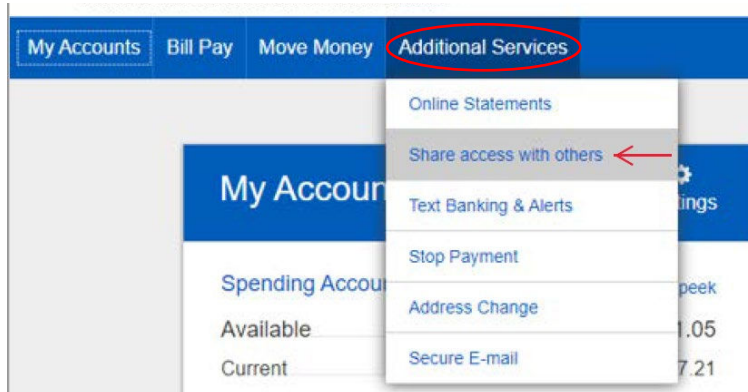 My Accounts Bill Pay Move Money Additional Services
Online Statements
Share access with others
My Accoun
tings
Text Banking & Alerts
Stop Payment
Spending Accou
peek
Address Change
Available
1.05
Secure E-mail
Current
7.21